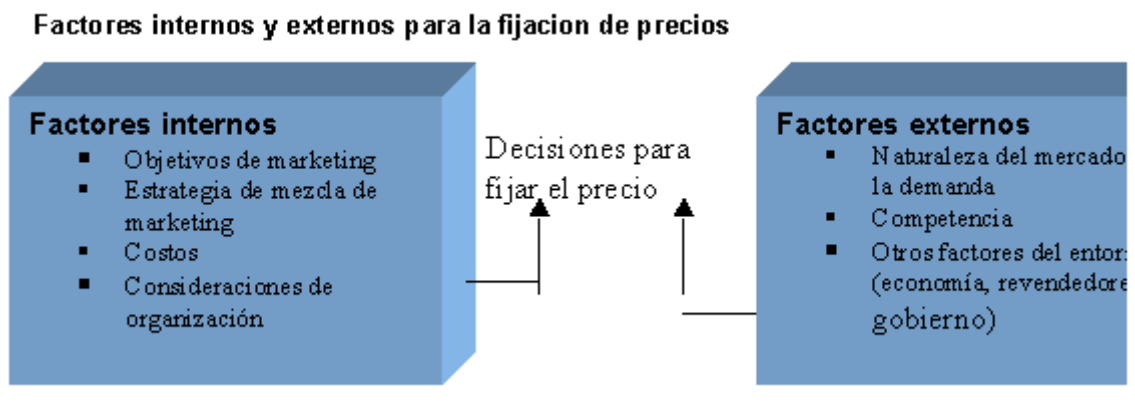 Factores internos y externos para la fijacion de precios
Factores internos
▪ Objetivos de marketing
▪ Estrategia de mezcla de
marketing
▪ Costos
▪ Consideraciones de
organización
Decisiones para
fijar el precio
Factores externos
▪ Naturaleza del mercado
la demanda
▪ Competencia
▪ Otros factores del
(economía,
gobierno)